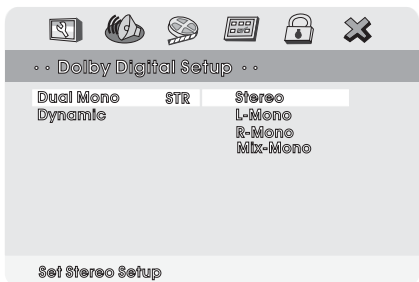 •• Dolby Digital Setup ••
Dual Mono STR Stereo
Dynamic L-Mono
R-Mono
Mix-Mono
Set Stereo Setup